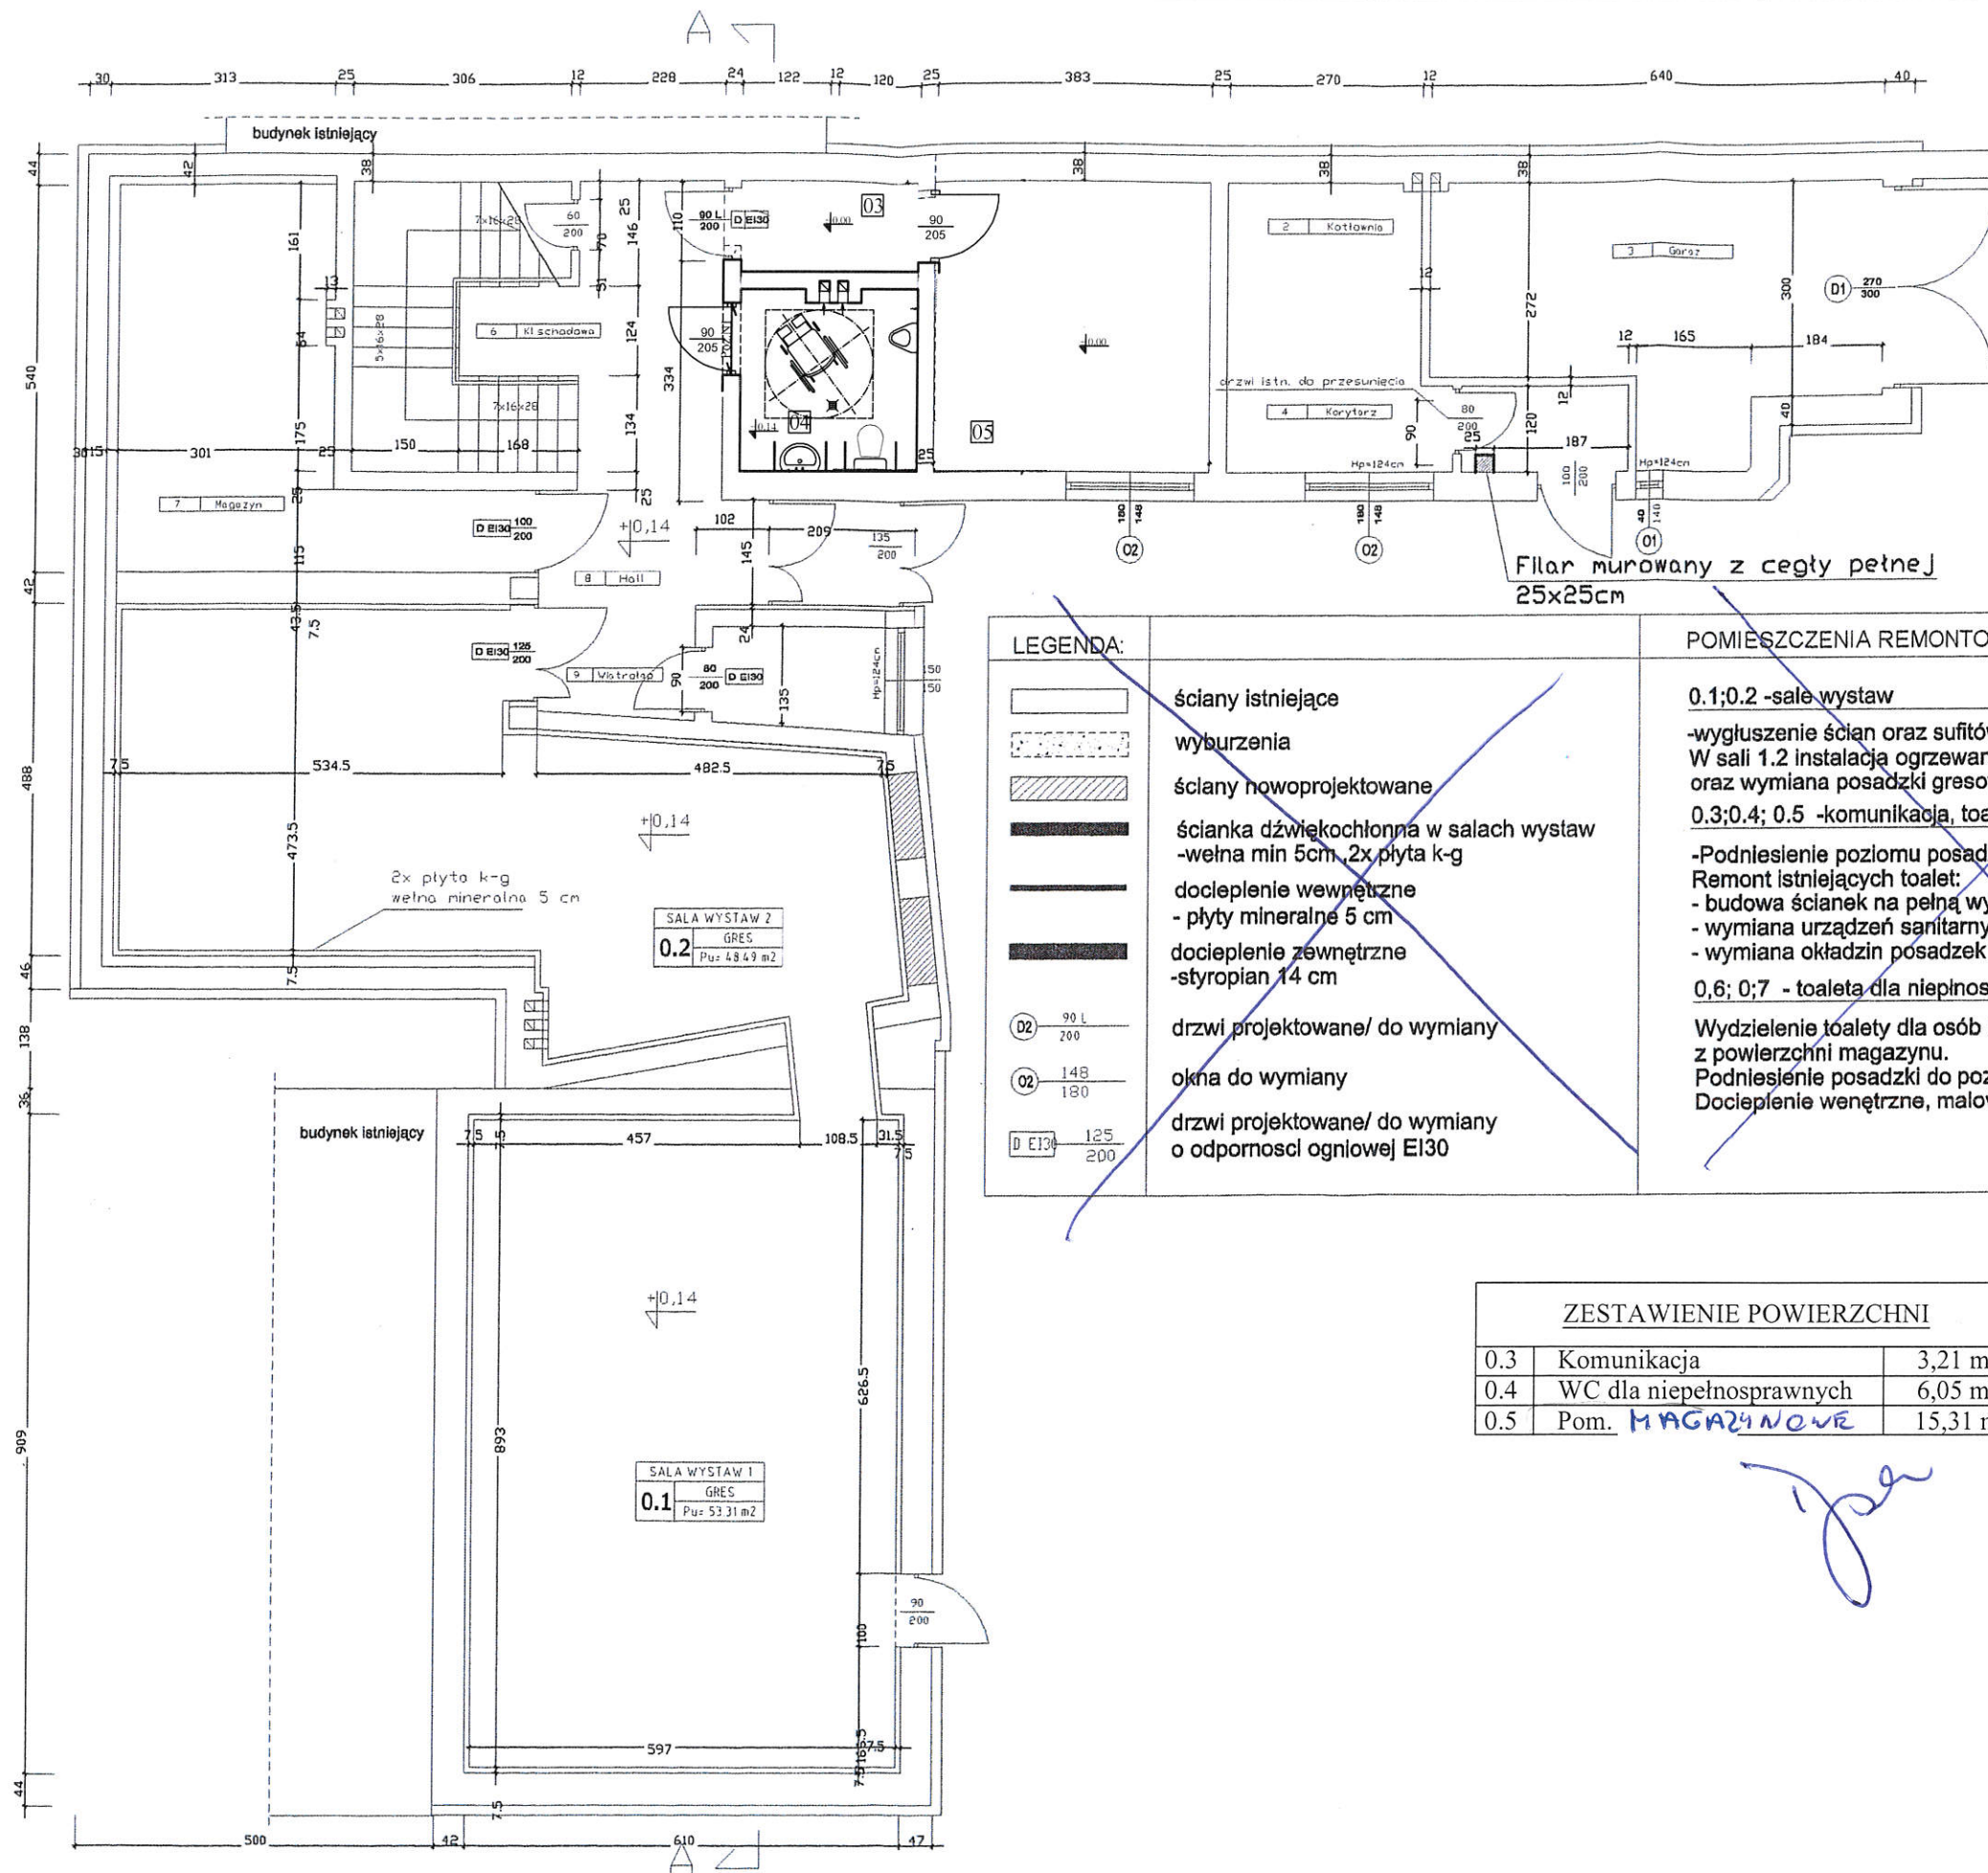 A
30 313 25 306 12 228 24 122 12 120 25 383 25 270 12 640 40
budynek istniejący
44
42
38
38
38
38
7x16x28
60
200
70
25
146
110
90 L
200
D EI30
03
±0.00
90
205
2 Kotłownia
3 Garaż
D1 270
300
161
13
64
51
12
272
300
540
5x16x28
6 Kl schodowa
124
334
90
205
±0.00
12 165 184
drzwi istn. do przesunięcia
7x16x28
134
04
+0.14
05
4 Korytarz
80
200
90
25
120
12
187
40
175
301
25
150
168
25
Hp=124cm
Hp=124cm
100
200
7 Magazyn
25
25
D EI30 100
200
+0,14
102
209
145
135
200
180
148
180
148
40
140
02
02
01
115
8 Hall
42
43.5
7.5
Filar murowany z cegły pełnej
25x25cm
24
D EI30 125
200
9 Wiatrołap
90
80
200
D EI30
135
Hp=124cm
150
150
488
7.5
534.5
482.5
7.5
473.5
+0,14
2x płyta k-g
wełna mineralna 5 cm
SALA WYSTAW 2
0.2
GRES
Pu= 48.49 m2
46
7.5
138
36
budynek istniejący
7.5
7.5
457
108.5
31.5
7.5
LEGENDA:
ściany istniejące
wyburzenia
ściany nowoprojektowane
ścianka dźwiękochłonna w salach wystaw
-wełna min 5cm ,2x płyta k-g
docieplenie wewnętrzne
- płyty mineralne 5 cm
docieplenie zewnętrzne
-styropian 14 cm
D2 90 L
200
drzwi projektowane/ do wymiany
02 148
180
okna do wymiany
D EI30 125
200
drzwi projektowane/ do wymiany
o odpornosci ogniowej EI30
POMIESZCZENIA REMONTO
0.1;0.2 -sale wystaw
-wygłuszenie ścian oraz sufitów
W sali 1.2 instalacja ogrzewan
oraz wymiana posadzki greso
0.3;0.4; 0.5 -komunikacja, toa
-Podniesienie poziomu posad
Remont istniejących toalet:
- budowa ścianek na pełną wy
- wymiana urządzeń sanitarny
- wymiana okładzin posadzek
0,6; 0;7 - toaleta dla niepłnos
Wydzielenie toalety dla osób
z powierzchni magazynu.
Podniesienie posadzki do poz
Docieplenie wenętrzne, malow
+0,14
626.5
893
909
SALA WYSTAW 1
0.1
GRES
Pu= 53.31 m2
90
200
100
597
7.5
7.5
165.5
44
7.5
500 42 610 47
A
ZESTAWIENIE POWIERZCHNI
0.3 Komunikacja 3,21 m
0.4 WC dla niepełnosprawnych 6,05 m
0.5 Pom. MAGAZYNOWE 15,31 m